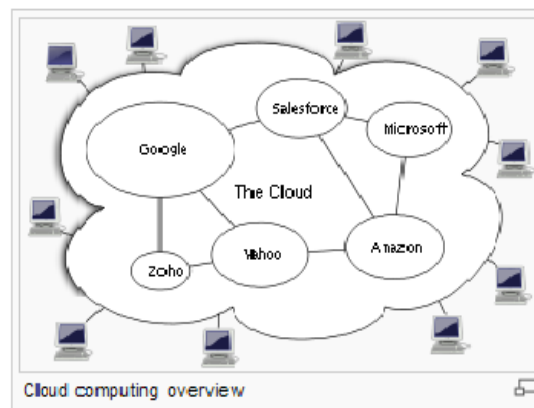 Salesforce
Microsoft
Google
The Cloud
Zoho
Yahoo
Amazon
Cloud computing overview